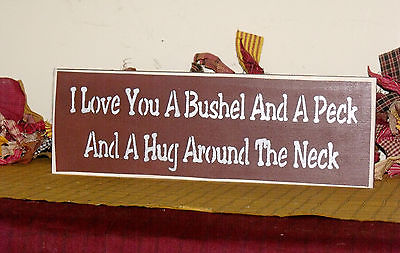 I Love You A Bushel And A Peck
And A Hug Around The Neck